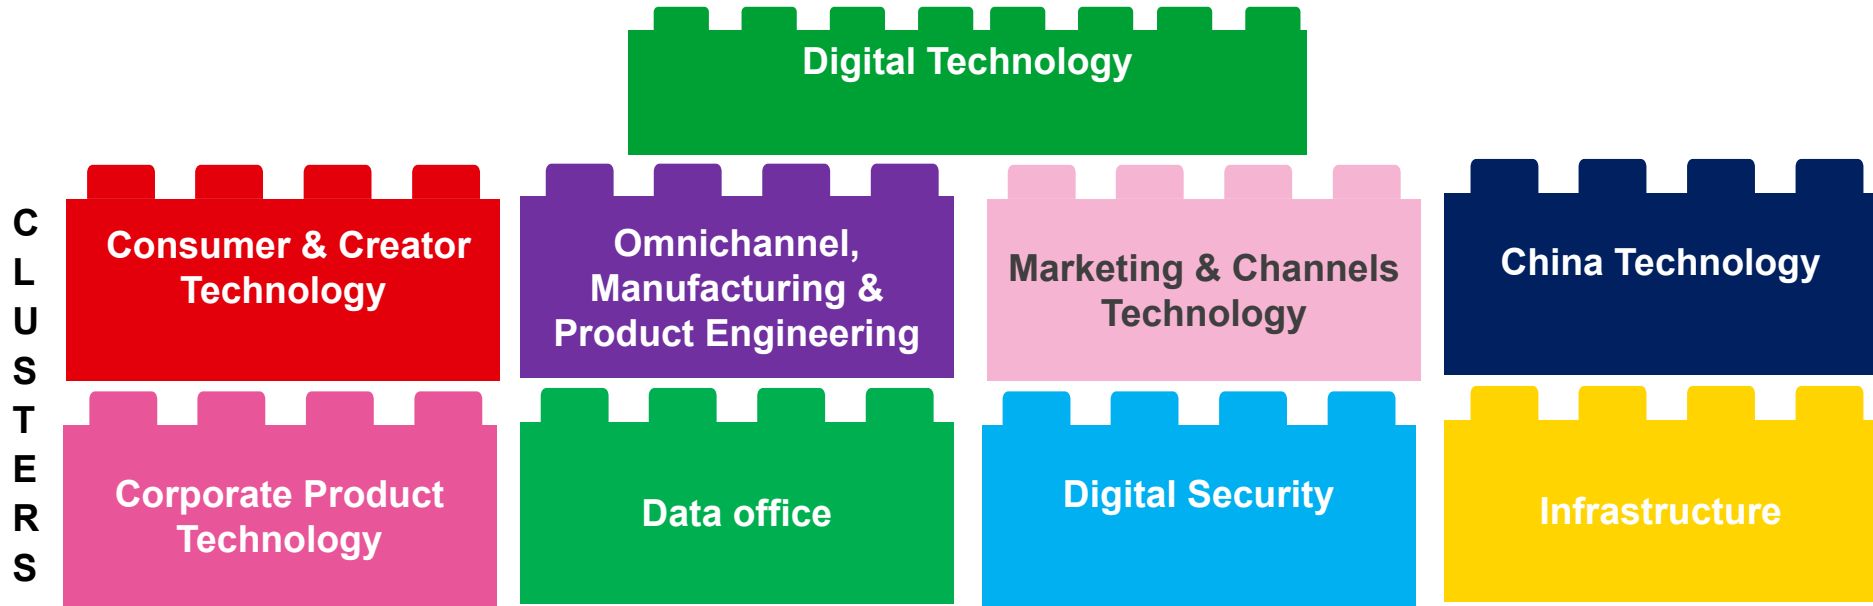 Digital Technology
CLUSTERS
Consumer & Creator
Technology
Omnichannel,
Manufacturing &
Product Engineering
Marketing & Channels
Technology
China Technology
Corporate Product
Technology
Data office
Digital Security
Infrastructure